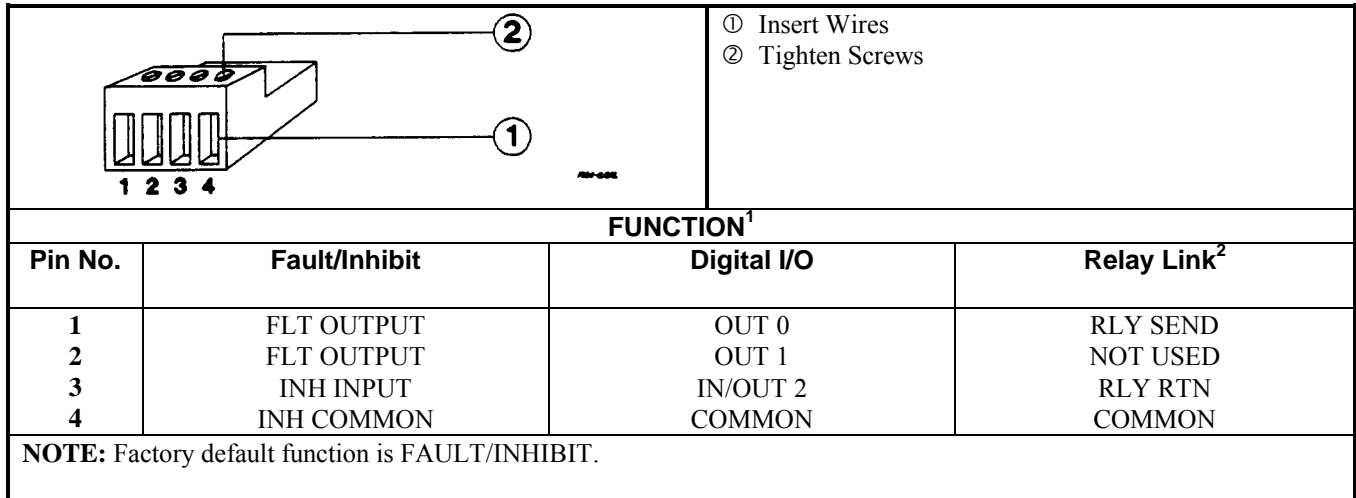 2
1
1 2 3 4
① Insert Wires
② Tighten Screws
FUNCTION¹
Pin No. Fault/Inhibit Digital I/O Relay Link²
1 FLT OUTPUT OUT 0 RLY SEND
2 FLT OUTPUT OUT 1 NOT USED
3 INH INPUT IN/OUT 2 RLY RTN
4 INH COMMON COMMON COMMON
NOTE: Factory default function is FAULT/INHIBIT.